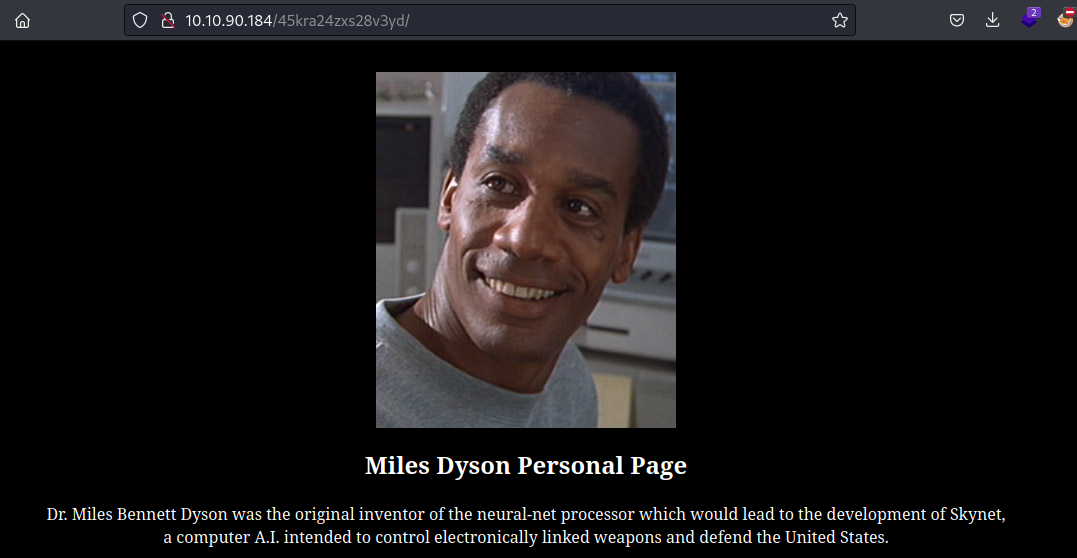 10.10.90.184/45kra24zxs28v3yd/
2
Miles Dyson Personal Page
Dr. Miles Bennett Dyson was the original inventor of the neural-net processor which would lead to the development of Skynet,
a computer A.I. intended to control electronically linked weapons and defend the United States.